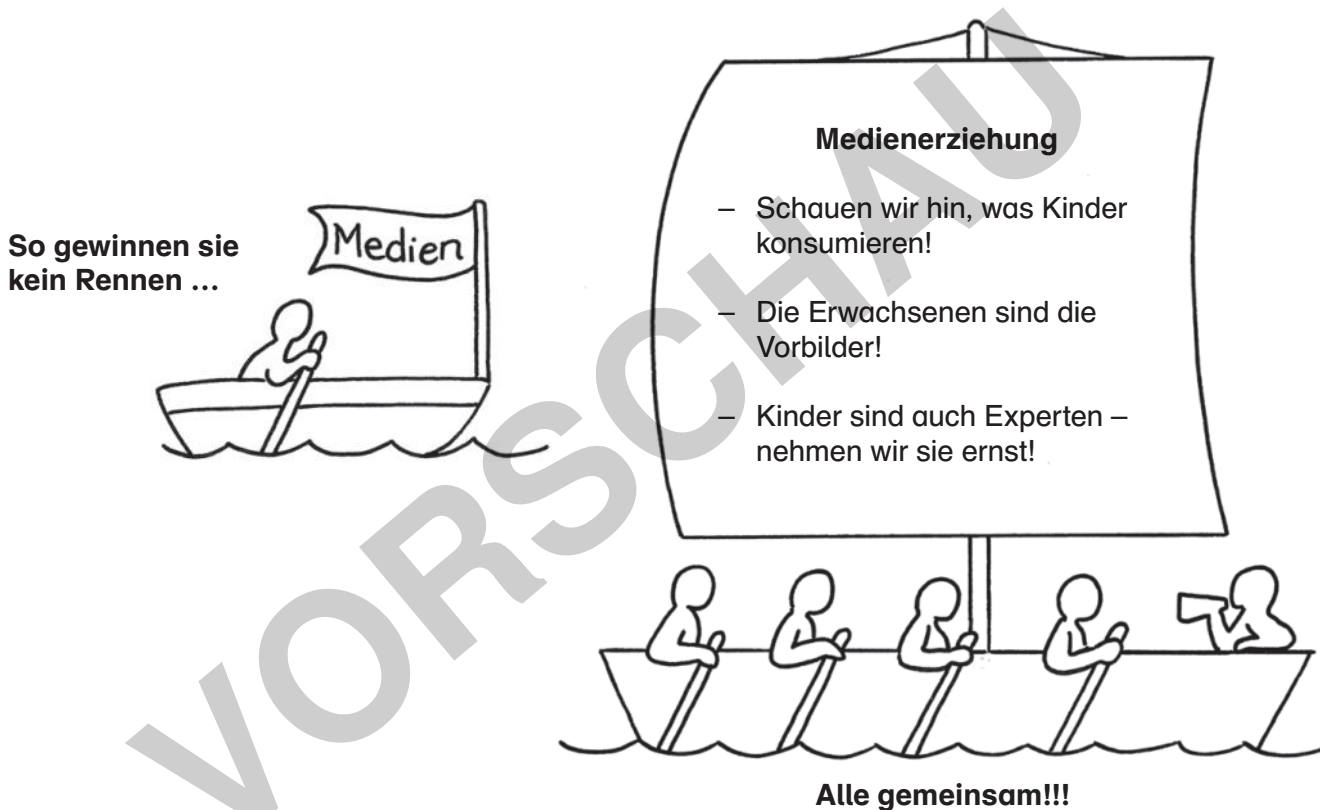 So gewinnen sie
kein Rennen …
Medien
Medienerziehung
– Schauen wir hin, was Kinder
konsumieren!
– Die Erwachsenen sind die
Vorbilder!
– Kinder sind auch Experten –
nehmen wir sie ernst!
Alle gemeinsam!!!
VORSCHAU